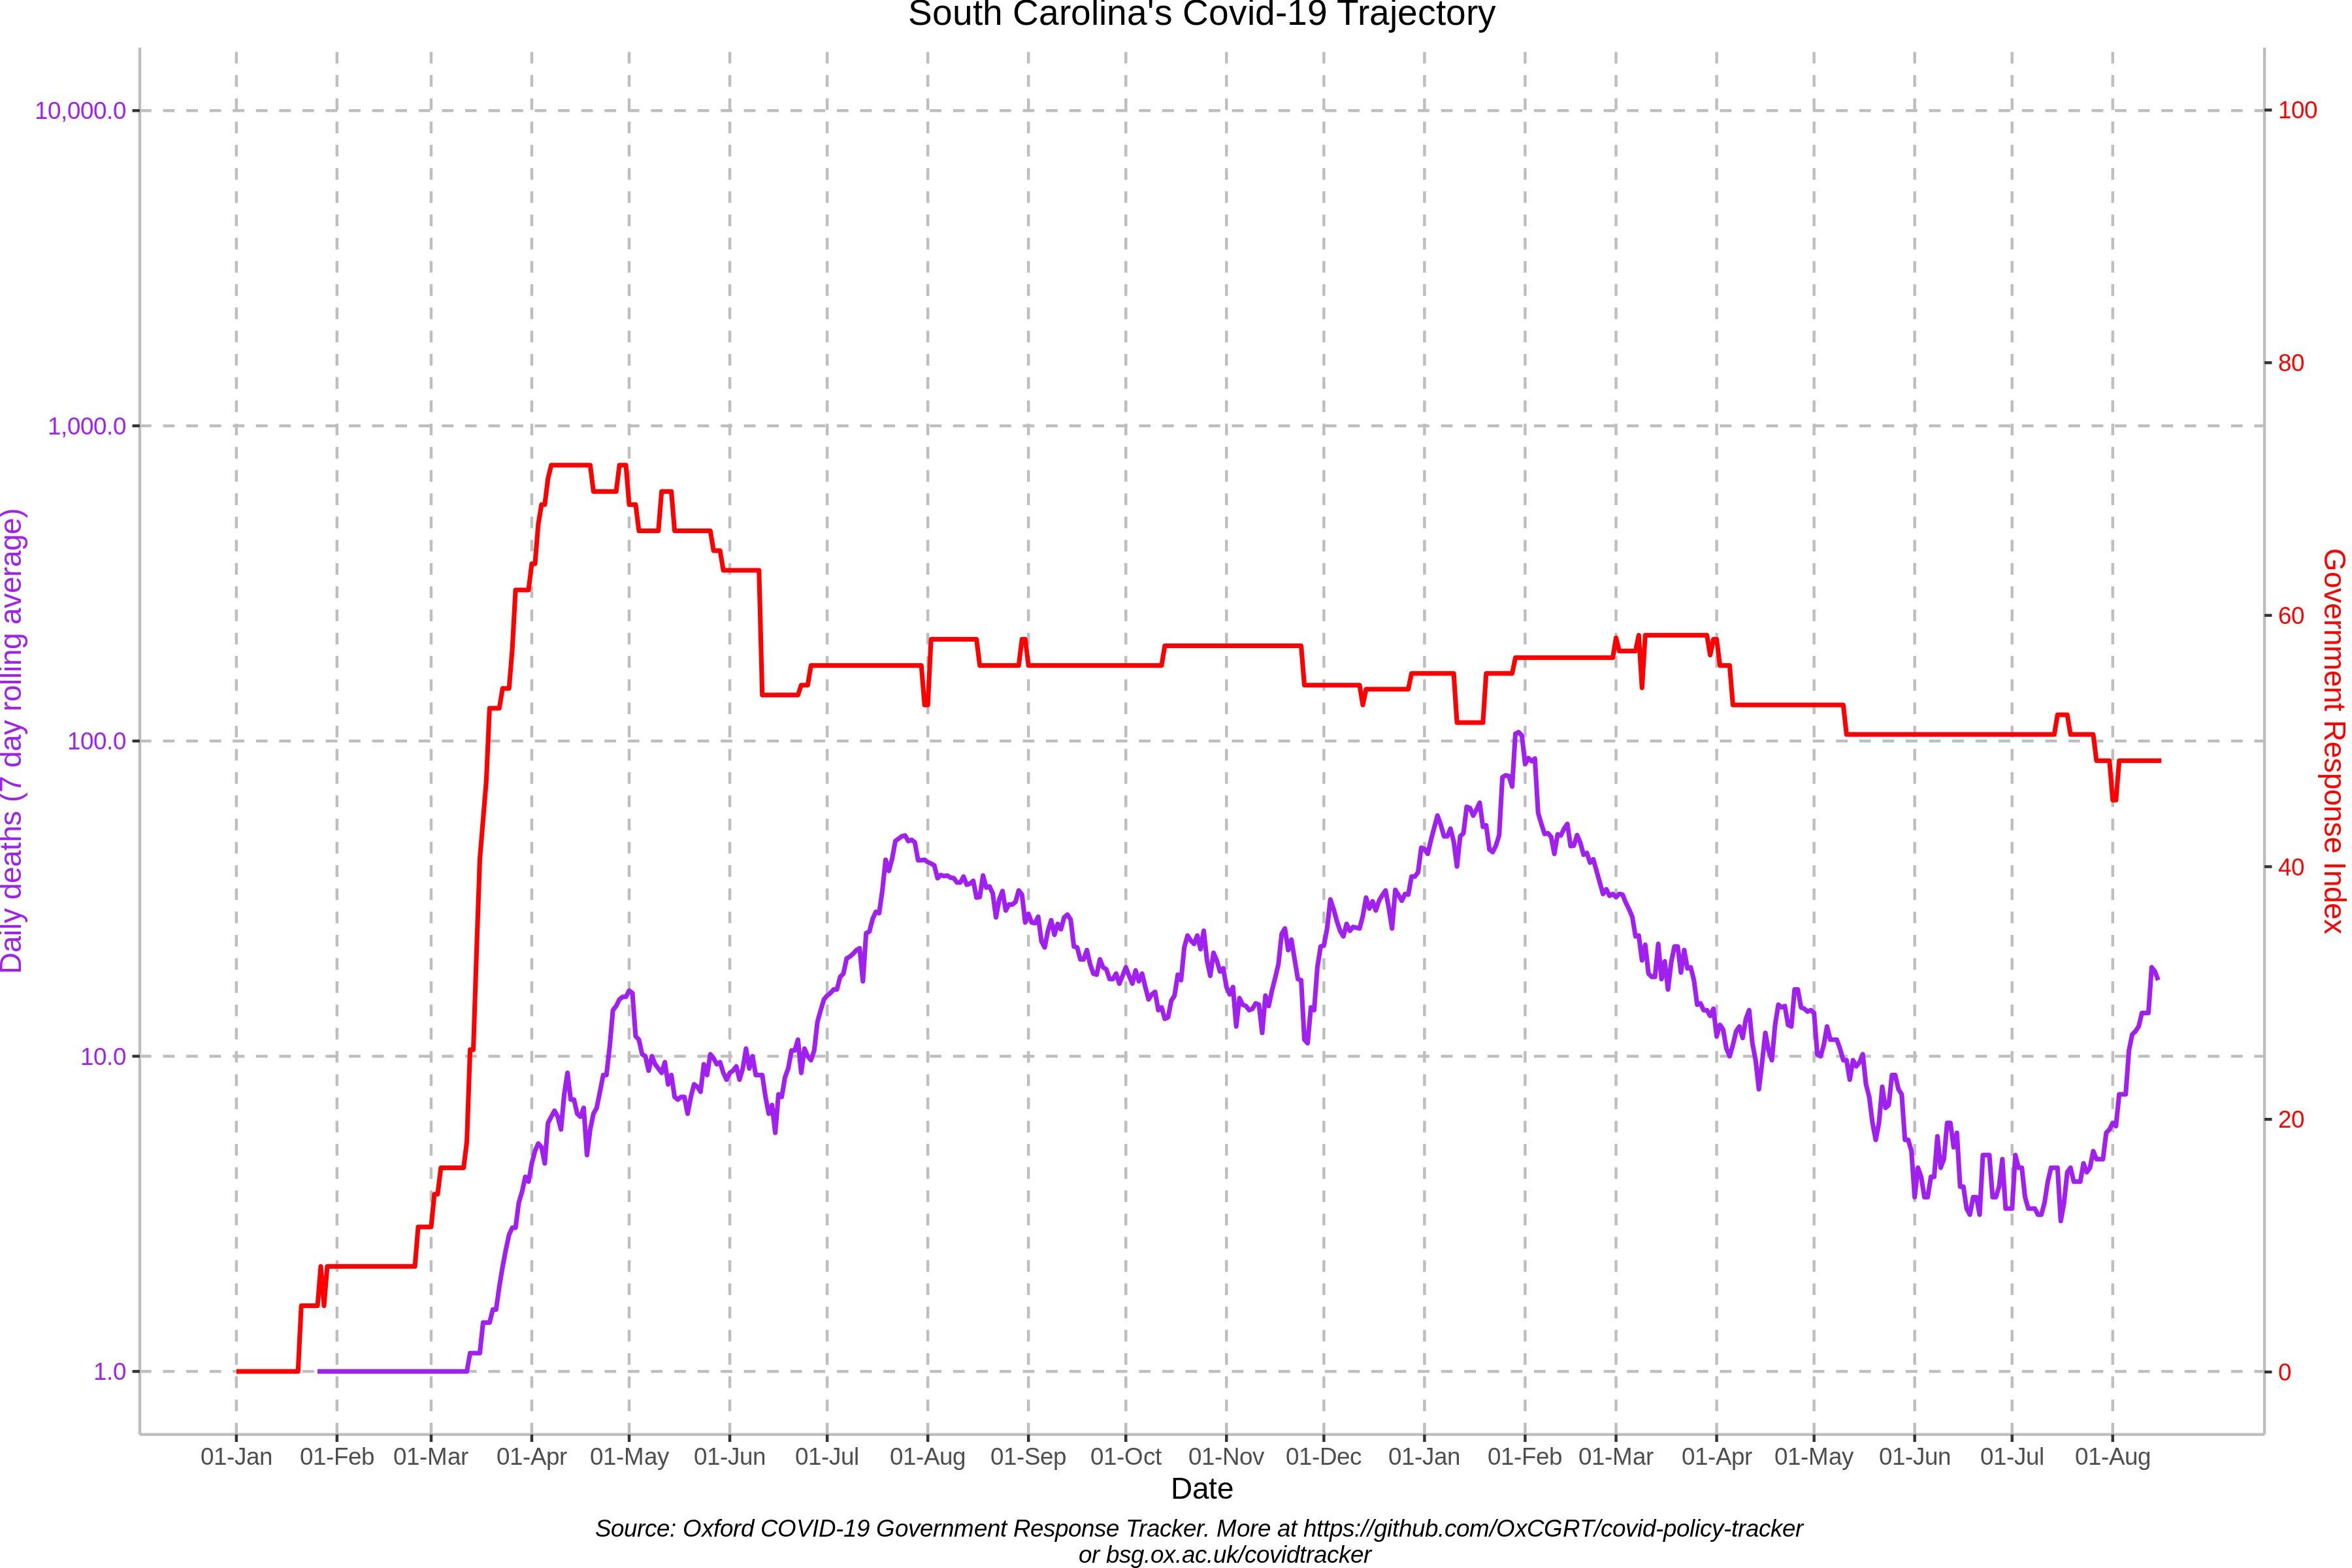 South Carolina's Covid-19 Trajectory
10,000.0
1,000.0
100.0
10.0
1.0
Daily deaths (7 day rolling average)
100
80
60
40
20
0
Government Response Index
01-Jan 01-Feb 01-Mar 01-Apr 01-May 01-Jun 01-Jul 01-Aug 01-Sep 01-Oct 01-Nov 01-Dec 01-Jan 01-Feb 01-Mar 01-Apr 01-May 01-Jun 01-Jul 01-Aug
Date
Source: Oxford COVID-19 Government Response Tracker. More at https://github.com/OxCGRT/covid-policy-tracker
or bsg.ox.ac.uk/covidtracker